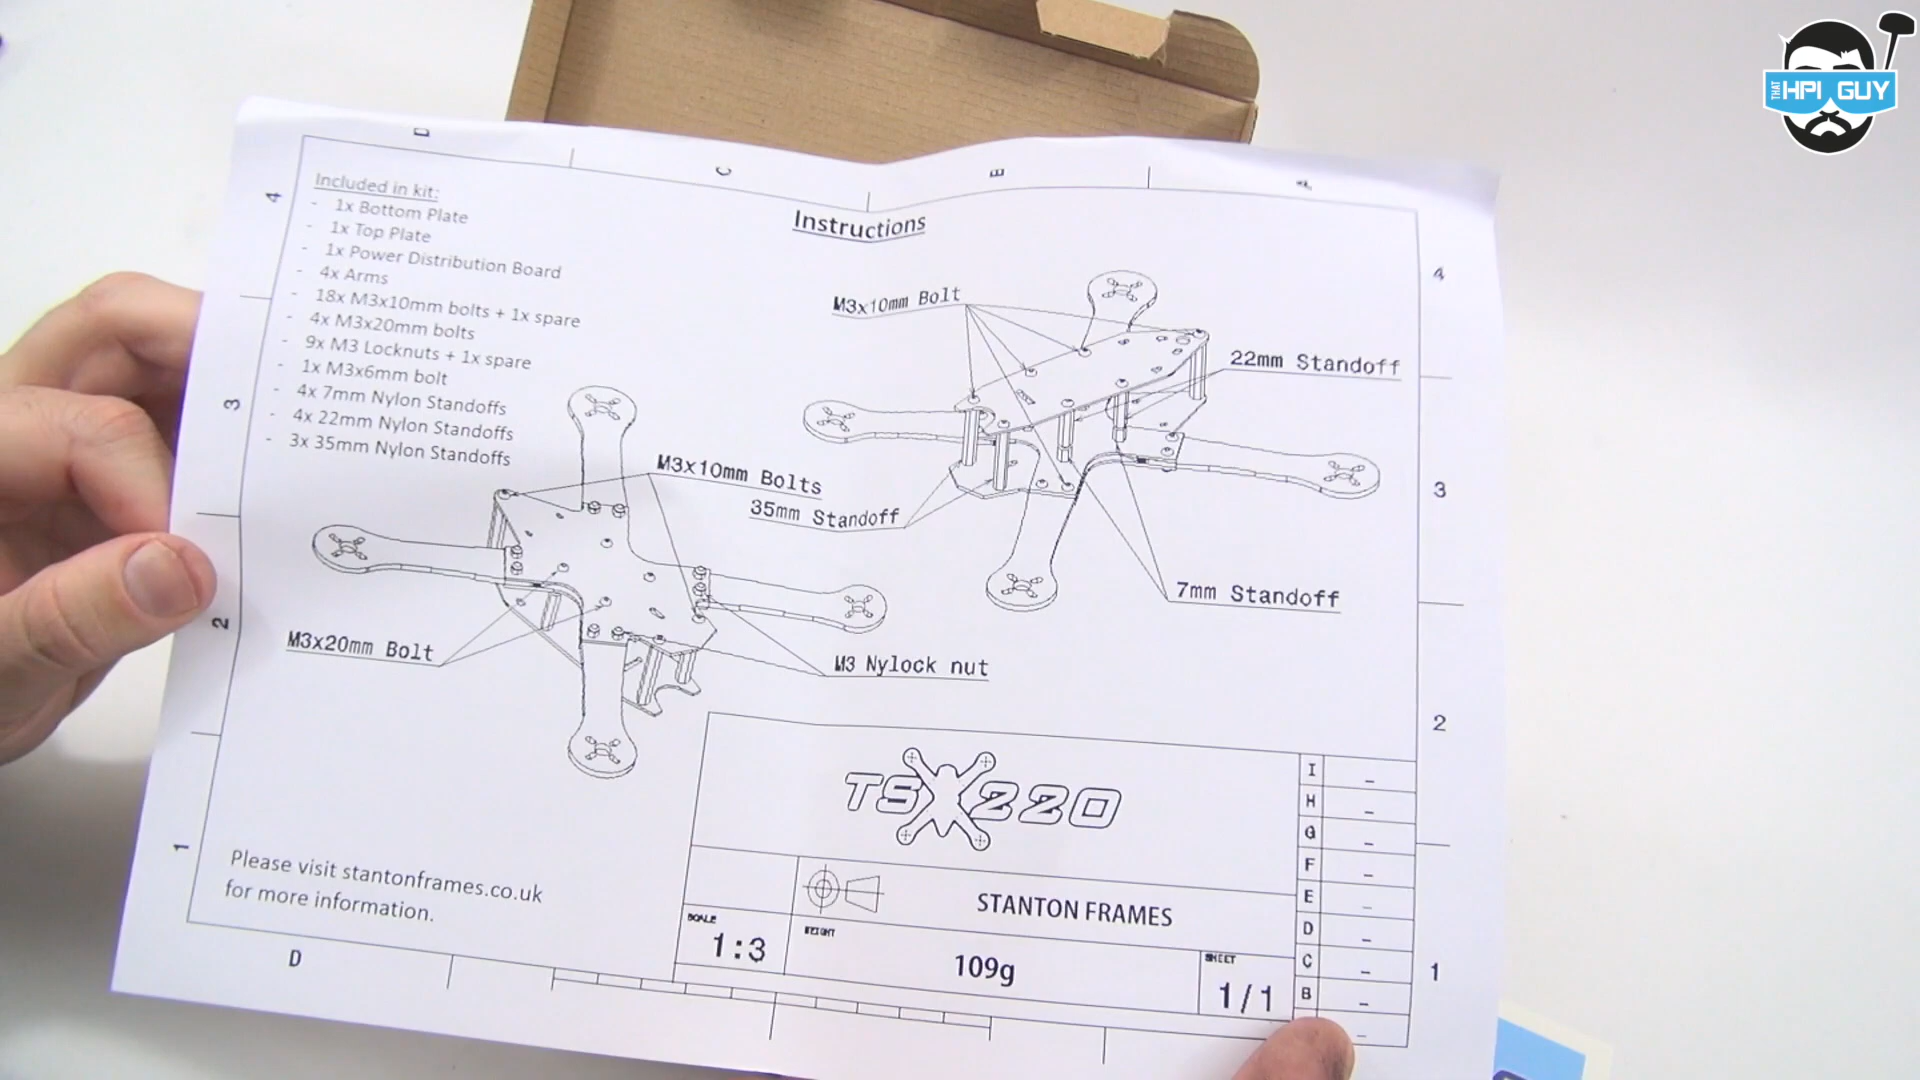 THAT HPI GUY
D
C
B
A
4
Included in kit:
- 1x Bottom Plate
- 1x Top Plate
- 1x Power Distribution Board
- 4x Arms
- 18x M3x10mm bolts + 1x spare
- 4x M3x20mm bolts
- 9x M3 Locknuts + 1x spare
- 1x M3x6mm bolt
- 4x 7mm Nylon Standoffs
- 4x 22mm Nylon Standoffs
- 3x 35mm Nylon Standoffs
Instructions
4
M3x10mm Bolt
22mm Standoff
3
M3x10mm Bolts
35mm Standoff
3
7mm Standoff
2
M3x20mm Bolt
M3 Nylock nut
2
TSX220
I -
H -
G -
F -
E -
D -
C -
B -
-
1
Please visit stantonframes.co.uk
for more information.
STANTON FRAMES
SCALE
1:3
WEIGHT
109g
SHEET
1/1
1
D